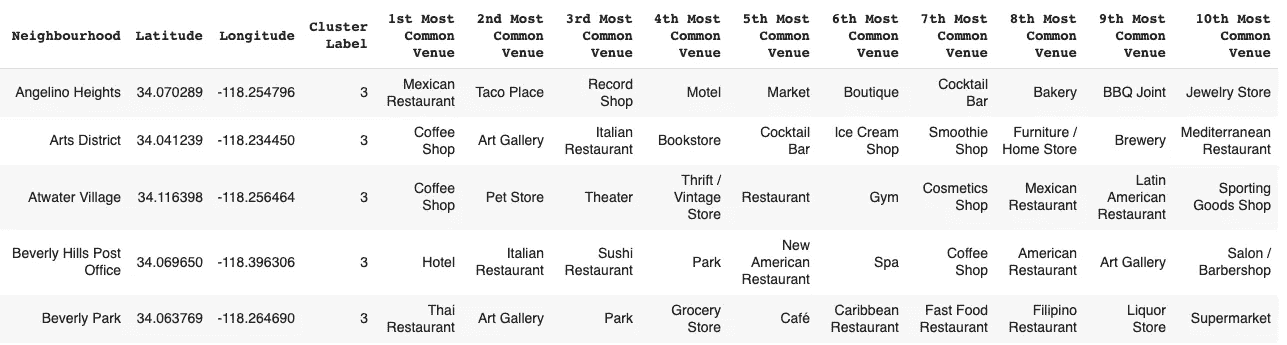 Neighbourhood Latitude Longitude Cluster Label 1st Most Common Venue 2nd Most Common Venue 3rd Most Common Venue 4th Most Common Venue 5th Most Common Venue 6th Most Common Venue 7th Most Common Venue 8th Most Common Venue 9th Most Common Venue 10th Most Common Venue
Angelino Heights 34.070289 -118.254796 3 Mexican Restaurant Taco Place Record Shop Motel Market Boutique Cocktail Bar Bakery BBQ Joint Jewelry Store
Arts District 34.041239 -118.234450 3 Coffee Shop Art Gallery Italian Restaurant Bookstore Cocktail Bar Ice Cream Shop Smoothie Shop Furniture / Home Store Brewery Mediterranean Restaurant
Atwater Village 34.116398 -118.256464 3 Coffee Shop Pet Store Theater Thrift / Vintage Store Restaurant Gym Cosmetics Shop Mexican Restaurant Latin American Restaurant Sporting Goods Shop
Beverly Hills Post Office 34.069650 -118.396306 3 Hotel Italian Restaurant Sushi Restaurant Park New American Restaurant Spa Coffee Shop American Restaurant Art Gallery Salon / Barbershop
Beverly Park 34.063769 -118.264690 3 Thai Restaurant Art Gallery Park Grocery Store Café Caribbean Restaurant Fast Food Restaurant Filipino Restaurant Liquor Store Supermarket